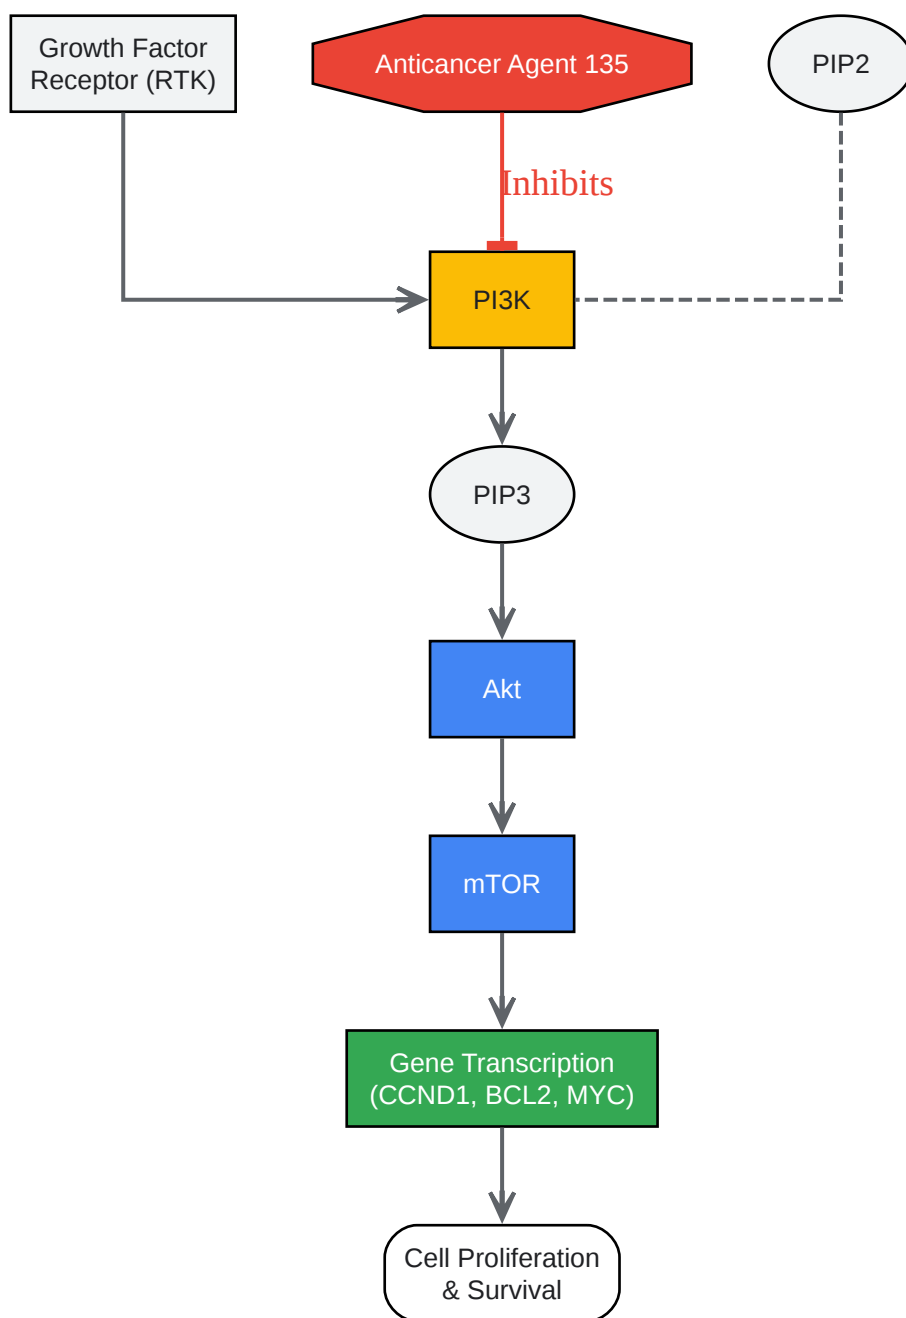 Growth Factor
Receptor (RTK)
Anticancer Agent 135
PIP2
Inhibits
PI3K
PIP3
Akt
mTOR
Gene Transcription
(CCND1, BCL2, MYC)
Cell Proliferation
& Survival